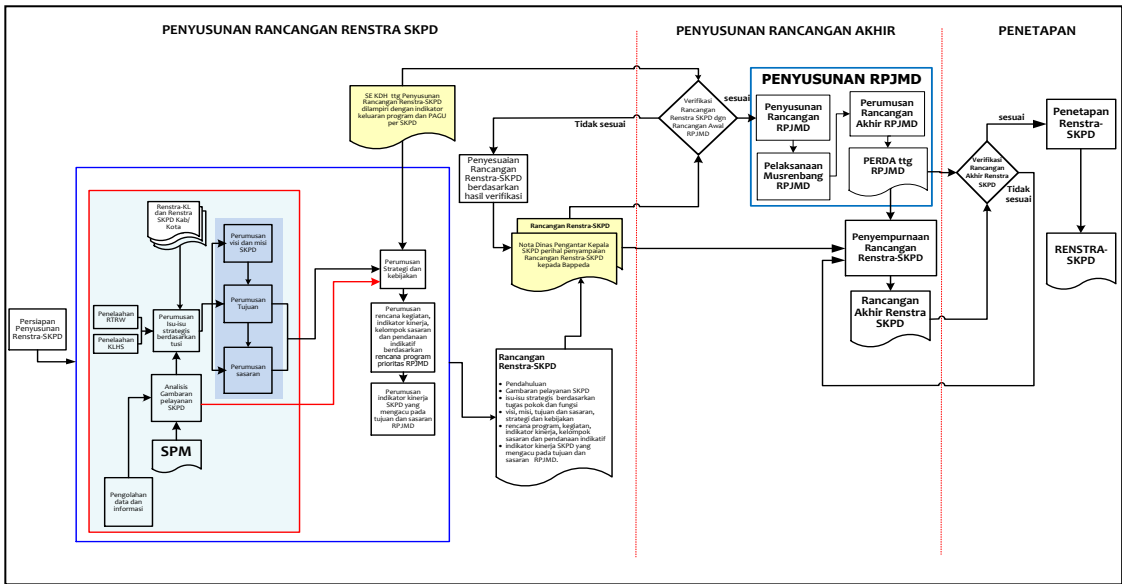 PENYUSUNAN RANCANGAN RENSTRA SKPD
PENYUSUNAN RANCANGAN AKHIR
PENETAPAN
SE KDH ttg Penyusunan
Rancangan Renstra-SKPD
dilampiri dengan indikator
keluaran program dan PAGU
per SKPD
Verifikasi
Rancangan
Renstra SKPD dgn
Rancangan Awal
RPJMD
sesuai
Tidak sesuai
PENYUSUNAN RPJMD
Penyusunan
Rancangan
RPJMD
Perumusan
Rancangan
Akhir RPJMD
Pelaksanaan
Musrenbang
RPJMD
PERDA ttg
RPJMD
sesuai
Verifikasi
Rancangan
Akhir Renstra
SKPD
Tidak
sesuai
Penetapan
Renstra-
SKPD
RENSTRA-
SKPD
Penyesuaian
Rancangan
Renstra-SKPD
berdasarkan
hasil verifikasi
Rancangan Renstra-SKPD
Nota Dinas Pengantar Kepala
SKPD perihal penyampaian
Rancangan Renstra-SKPD
kepada Bappeda
Penyempurnaan
Rancangan
Renstra-SKPD
Rancangan
Akhir Renstra
SKPD
Renstra-KL
dan Renstra
SKPD Kab/
Kota
Perumusan
visi dan misi
SKPD
Perumusan
Strategi dan
kebijakan
Persiapan
Penyusunan
Renstra-SKPD
Penelaahan
RTRW
Penelaahan
KLHS
Perumusan
Isu-isu
strategis
berdasarkan
tusi
Perumusan
Tujuan
Perumusan
sasaran
Perumusan
rencana kegiatan,
indikator kinerja,
kelompok sasaran
dan pendanaan
indikatif
berdasarkan
rencana program
prioritas RPJMD
Analisis
Gambaran
pelayanan
SKPD
Perumusan
indikator kinerja
SKPD yang
mengacu pada
tujuan dan sasaran
RPJMD
SPM
Pengolahan
data dan
informasi
Rancangan
Renstra-SKPD
• Pendahuluan
• Gambaran pelayanan SKPD
• isu-isu strategis berdasarkan
tugas pokok dan fungsi
• visi, misi, tujuan dan sasaran,
strategi dan kebijakan
• rencana program, kegiatan,
indikator kinerja, kelompok
sasaran dan pendanaan indikatif
• indikator kinerja SKPD yang
mengacu pada tujuan dan
sasaran RPJMD.